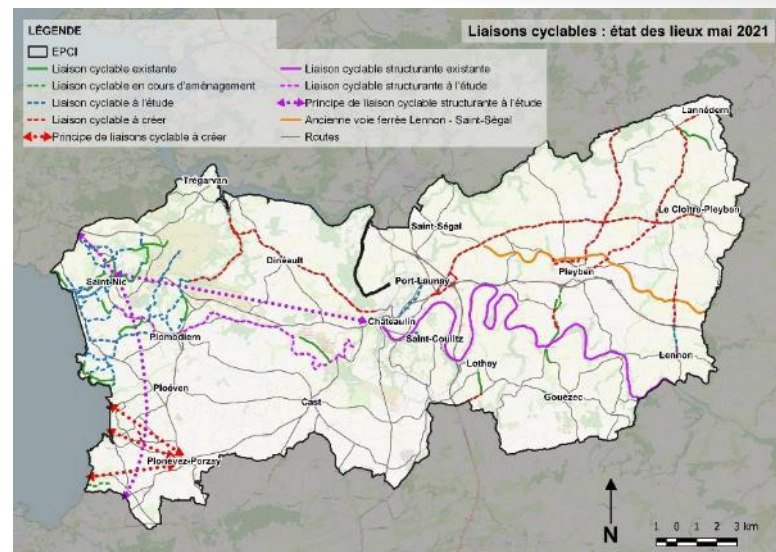 Liaisons cyclables : état des lieux mai 2021
LÉGENDE
EPCI
Liaison cyclable existante
Liaison cyclable en cours d'aménagement
Liaison cyclable à l'étude
Liaison cyclable à créer
Principe de liaisons cyclable à créer
Liaison cyclable structurante existante
Liaison cyclable structurante à l'étude
Principe de liaison cyclable structurante à l'étude
Ancienne voie ferrée Lennon - Saint-Ségal
Routes
Lannédern
Trégarvan
Le Cloître-Pleyben
Saint-Ségal
Dinéault
Pleyben
Saint-Nic
Port-Launay
Châteaulin
Plomodiern
Saint-Coulitz
Lennon
Lothey
Ploéven
Gouezec
Cast
Plonévez-Porzay
N
1 0 1 2 3 km